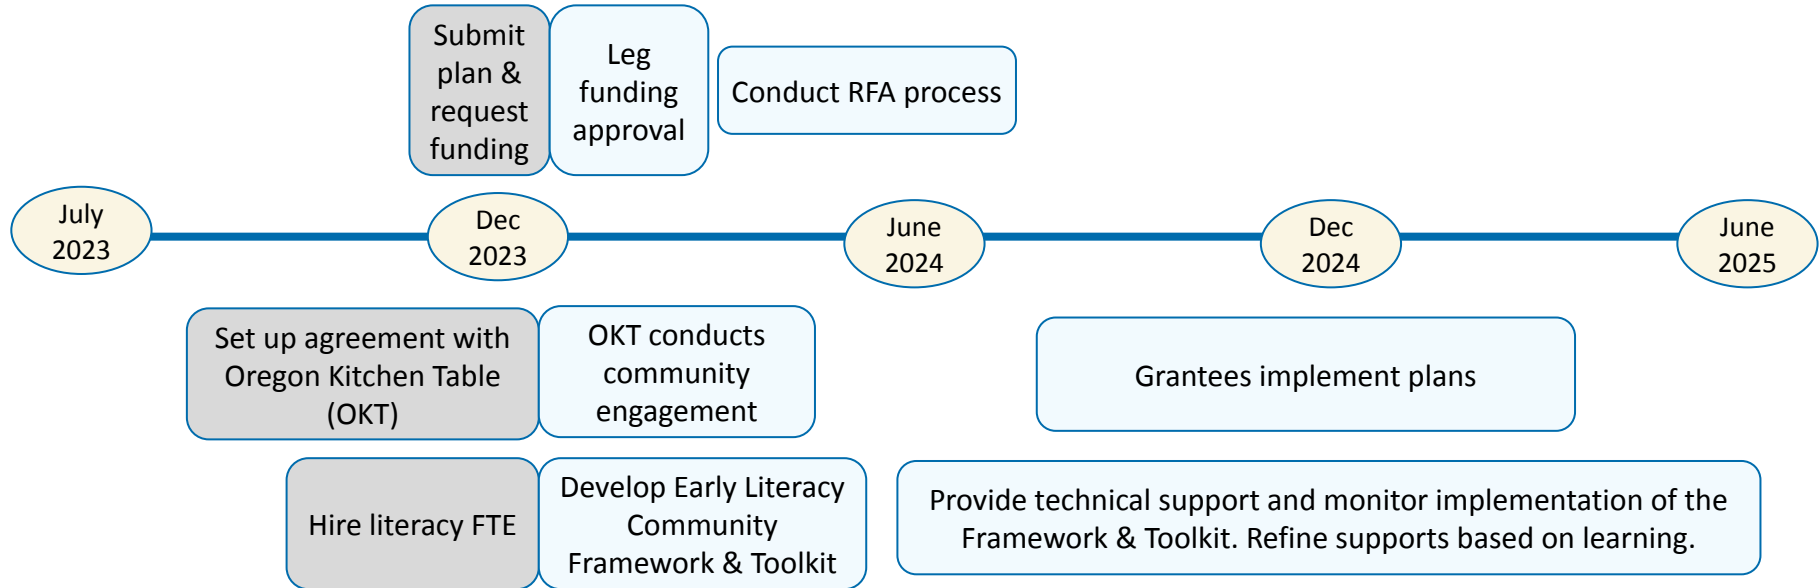 Submit
plan &
request
funding
Leg
funding
approval
Conduct RFA process
July
2023
Dec
2023
June
2024
Dec
2024
June
2025
Set up agreement with
Oregon Kitchen Table
(OKT)
OKT conducts
community
engagement
Grantees implement plans
Hire literacy FTE
Develop Early Literacy
Community
Framework & Toolkit
Provide technical support and monitor implementation of the
Framework & Toolkit. Refine supports based on learning.